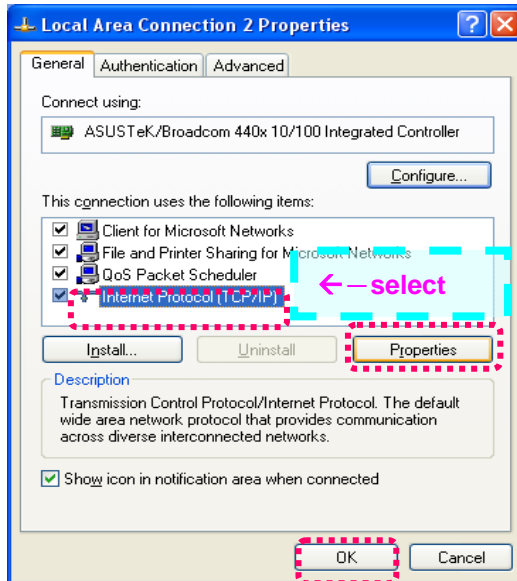 Local Area Connection 2 Properties
General Authentication Advanced
Connect using:
ASUSTeK/Broadcom 440x 10/100 Integrated Controller
Configure...
This connection uses the following items:
Client for Microsoft Networks
File and Printer Sharing for Microsoft Networks
QoS Packet Scheduler
Internet Protocol (TCP/IP)
←—select
Install... Uninstall Properties
Description
Transmission Control Protocol/Internet Protocol. The default
wide area network protocol that provides communication
across diverse interconnected networks.
Show icon in notification area when connected
OK Cancel